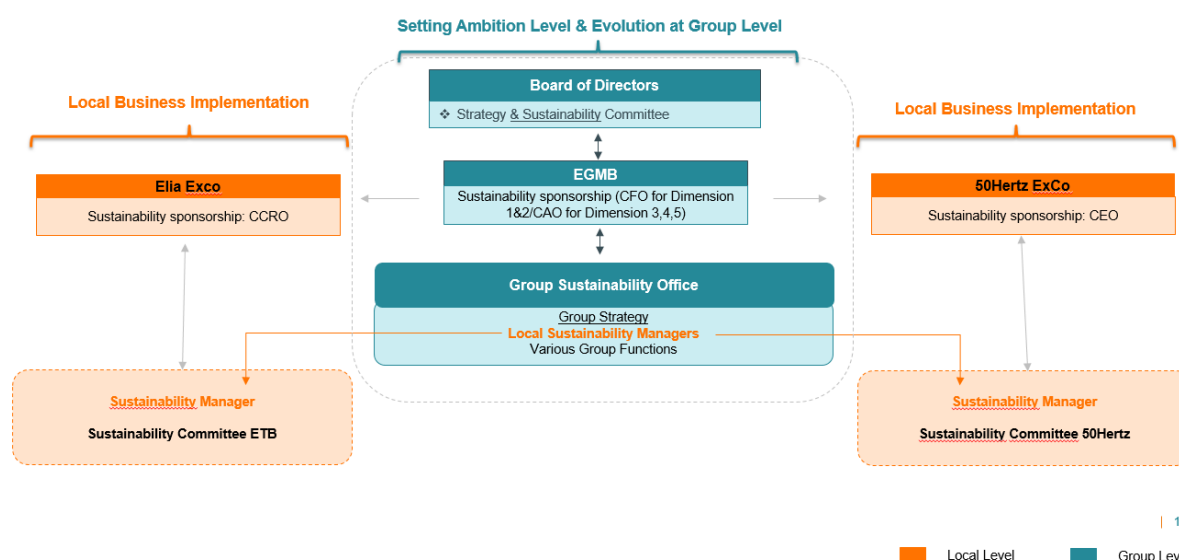 Setting Ambition Level & Evolution at Group Level
Local Business Implementation
Local Business Implementation
Board of Directors
❖ Strategy & Sustainability Committee
EGMB
Sustainability sponsorship (CFO for Dimension
1&2/CAO for Dimension 3,4,5)
Elia Exco
Sustainability sponsorship: CCRO
50Hertz ExCo
Sustainability sponsorship: CEO
Group Sustainability Office
Group Strategy
Local Sustainability Managers
Various Group Functions
Sustainability Manager
Sustainability Committee ETB
Sustainability Manager
Sustainability Committee 50Hertz
| 1
Local Level
Group Lev